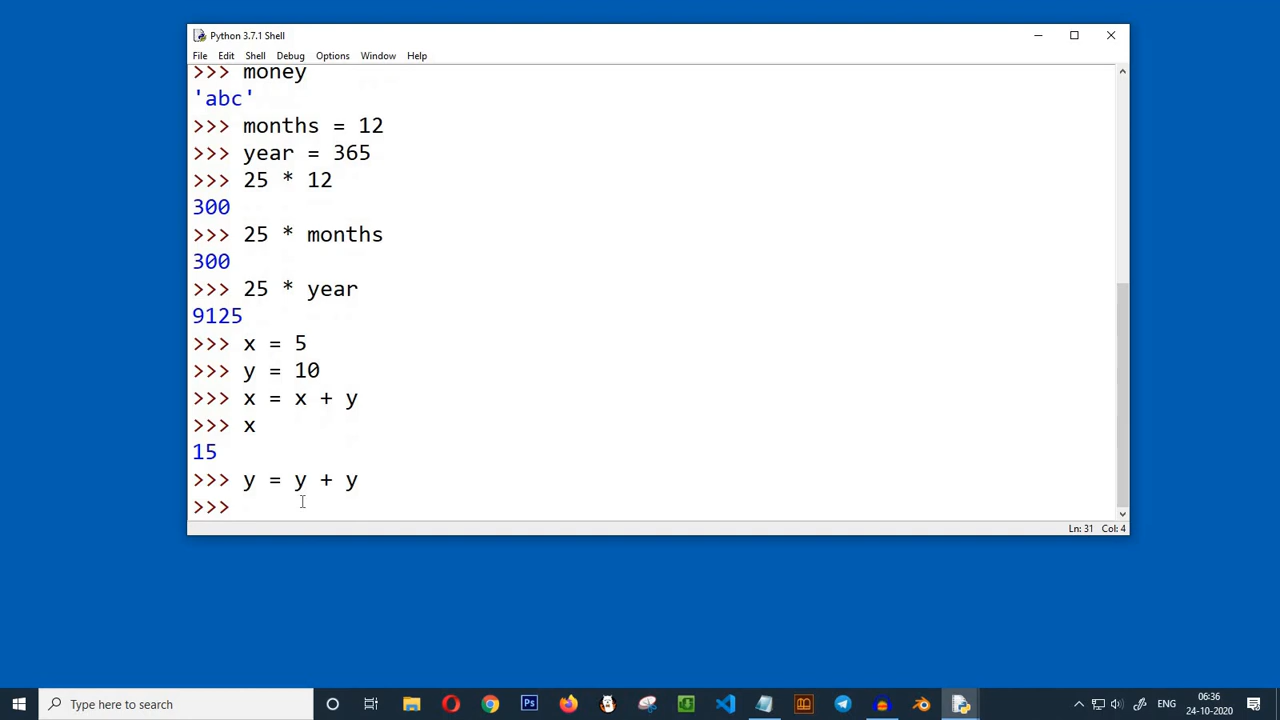 Python 3.7.1 Shell
File Edit Shell Debug Options Window Help
>>> money
'abc'
>>> months = 12
>>> year = 365
>>> 25 * 12
300
>>> 25 * months
300
>>> 25 * year
9125
>>> x = 5
>>> y = 10
>>> x = x + y
>>> x
15
>>> y = y + y
>>>
Ln: 31 Col: 4
Type here to search
Ps
ENG
06:36
24-10-2020